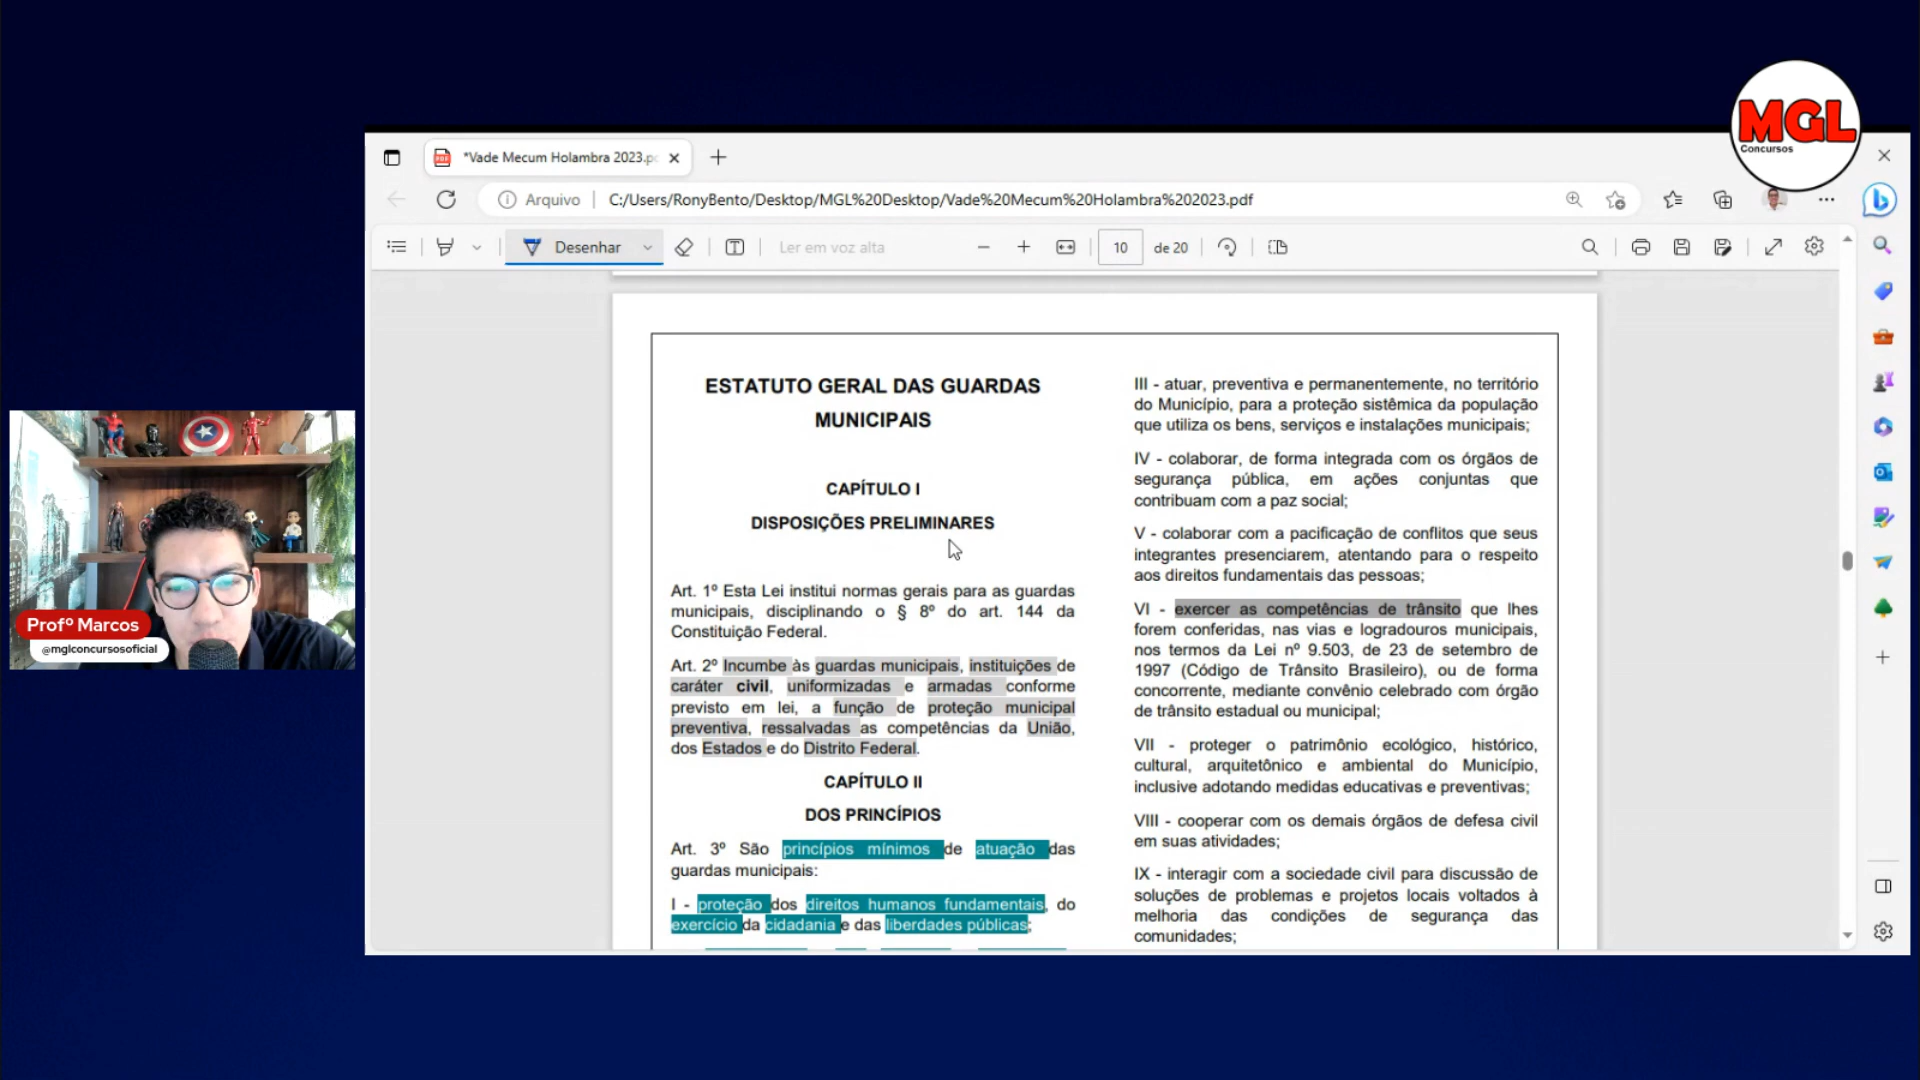 MGL
Concursos
*Vade Mecum Holambra 2023.p
Arquivo
C:/Users/RonyBento/Desktop/MGL%20Desktop/Vade%20Mecum%20Holambra%202023.pdf
Desenhar
Ler em voz alta
10
de 20
ESTATUTO GERAL DAS GUARDAS
MUNICIPAIS
CAPÍTULO I
DISPOSIÇÕES PRELIMINARES
Art. 1º Esta Lei institui normas gerais para as guardas
municipais, disciplinando o § 8º do art. 144 da
Constituição Federal.
Art. 2º Incumbe às guardas municipais, instituições de
caráter civil, uniformizadas e armadas conforme
previsto em lei, a função de proteção municipal
preventiva, ressalvadas as competências da União,
dos Estados e do Distrito Federal.
CAPÍTULO II
DOS PRINCÍPIOS
Art. 3º São princípios mínimos de atuação das
guardas municipais:
I - proteção dos direitos humanos fundamentais, do
exercício da cidadania e das liberdades públicas;
III - atuar, preventiva e permanentemente, no território
do Município, para a proteção sistêmica da população
que utiliza os bens, serviços e instalações municipais;
IV - colaborar, de forma integrada com os órgãos de
segurança pública, em ações conjuntas que
contribuam com a paz social;
V - colaborar com a pacificação de conflitos que seus
integrantes presenciarem, atentando para o respeito
aos direitos fundamentais das pessoas;
VI - exercer as competências de trânsito que lhes
forem conferidas, nas vias e logradouros municipais,
nos termos da Lei nº 9.503, de 23 de setembro de
1997 (Código de Trânsito Brasileiro), ou de forma
concorrente, mediante convênio celebrado com órgão
de trânsito estadual ou municipal;
VII - proteger o patrimônio ecológico, histórico,
cultural, arquitetônico e ambiental do Município,
inclusive adotando medidas educativas e preventivas;
VIII - cooperar com os demais órgãos de defesa civil
em suas atividades;
IX - interagir com a sociedade civil para discussão de
soluções de problemas e projetos locais voltados à
melhoria das condições de segurança das
comunidades;
Profº Marcos
@mglconcursosoficial